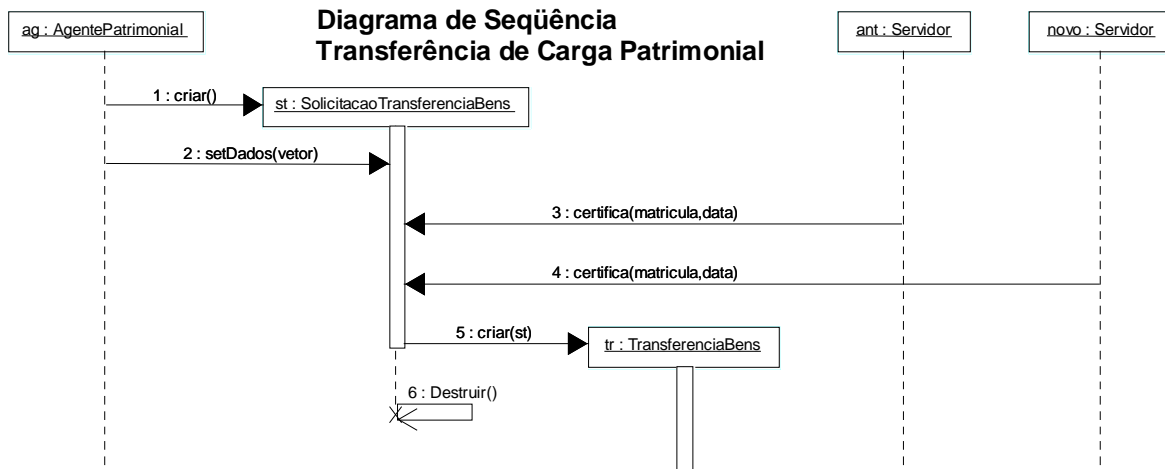 Diagrama de Seqüência
Transferência de Carga Patrimonial
ag : AgentePatrimonial
ant : Servidor
novo : Servidor
1 : criar()
st : SolicitacaoTransferenciaBens
2 : setDados(vetor)
3 : certifica(matricula,data)
4 : certifica(matricula,data)
5 : criar(st)
tr : TransferenciaBens
6 : Destruir()